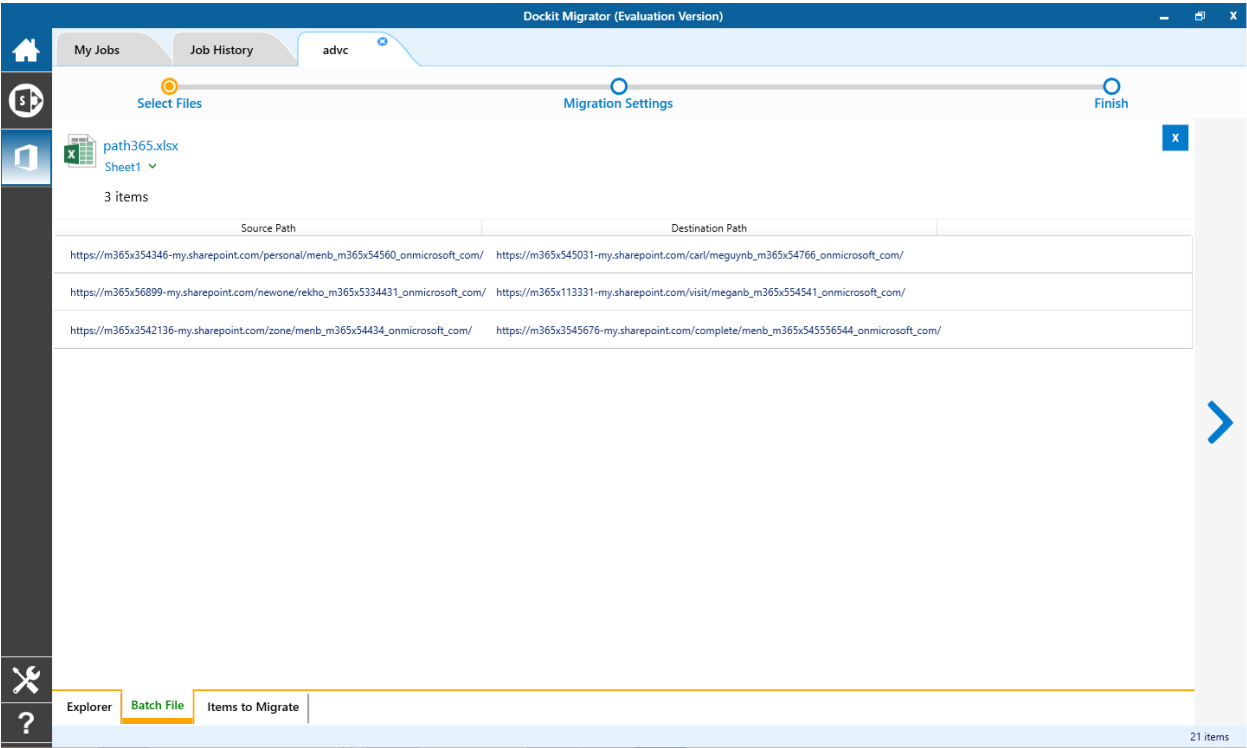 Dockit Migrator (Evaluation Version)
My Jobs
Job History
advc
Select Files
Migration Settings
Finish
path365.xlsx
Sheet1
3 items
Source Path
Destination Path
https://m365x354346-my.sharepoint.com/personal/menb_m365x54560_onmicrosoft_com/
https://m365x545031-my.sharepoint.com/carl/meguynb_m365x54766_onmicrosoft_com/
https://m365x56899-my.sharepoint.com/newone/rekho_m365x5334431_onmicrosoft_com/
https://m365x113331-my.sharepoint.com/visit/meganb_m365x554541_onmicrosoft_com/
https://m365x3542136-my.sharepoint.com/zone/menb_m365x54434_onmicrosoft_com/
https://m365x3545676-my.sharepoint.com/complete/menb_m365x545556544_onmicrosoft_com/
Explorer
Batch File
Items to Migrate
21 items